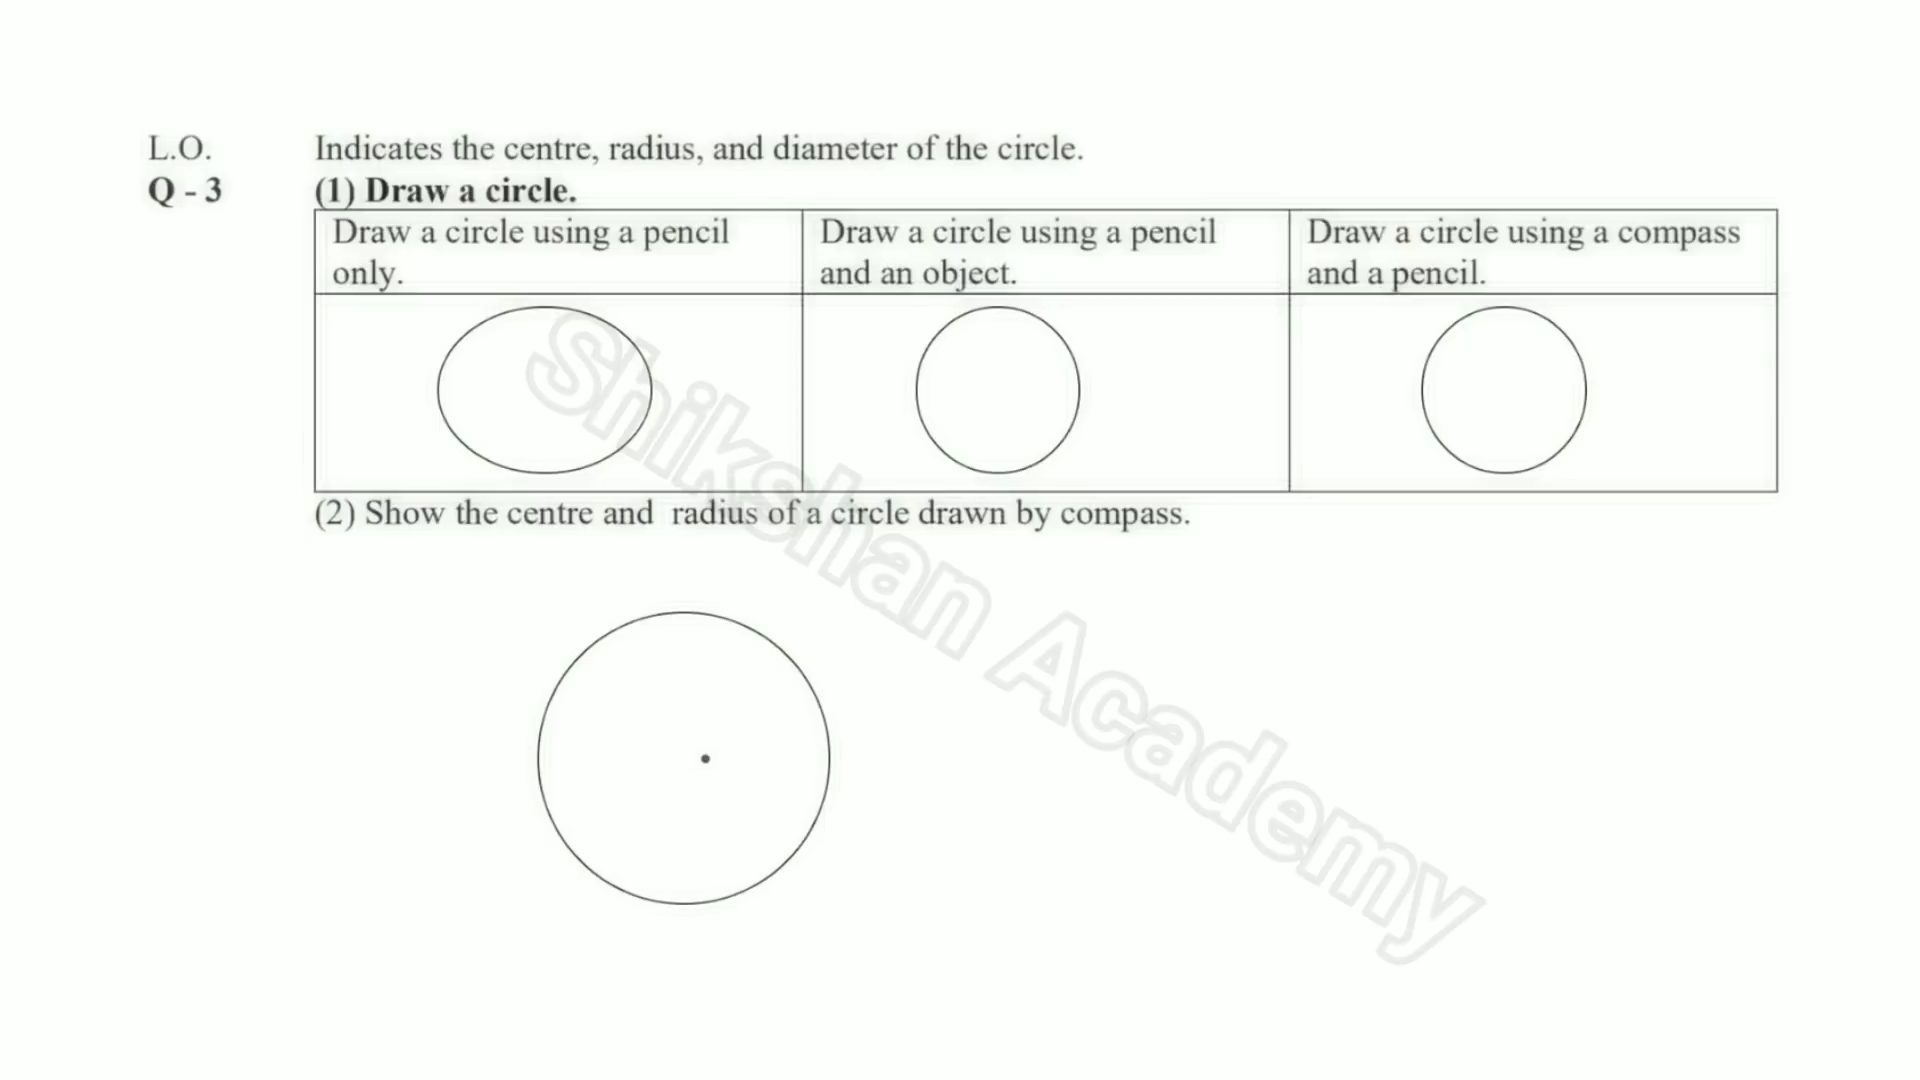 L.O. Indicates the centre, radius, and diameter of the circle.
Q - 3 (1) Draw a circle.
Draw a circle using a pencil only.
Draw a circle using a pencil and an object.
Draw a circle using a compass and a pencil.
(2) Show the centre and  radius of a circle drawn by compass.
Shikshan Academy